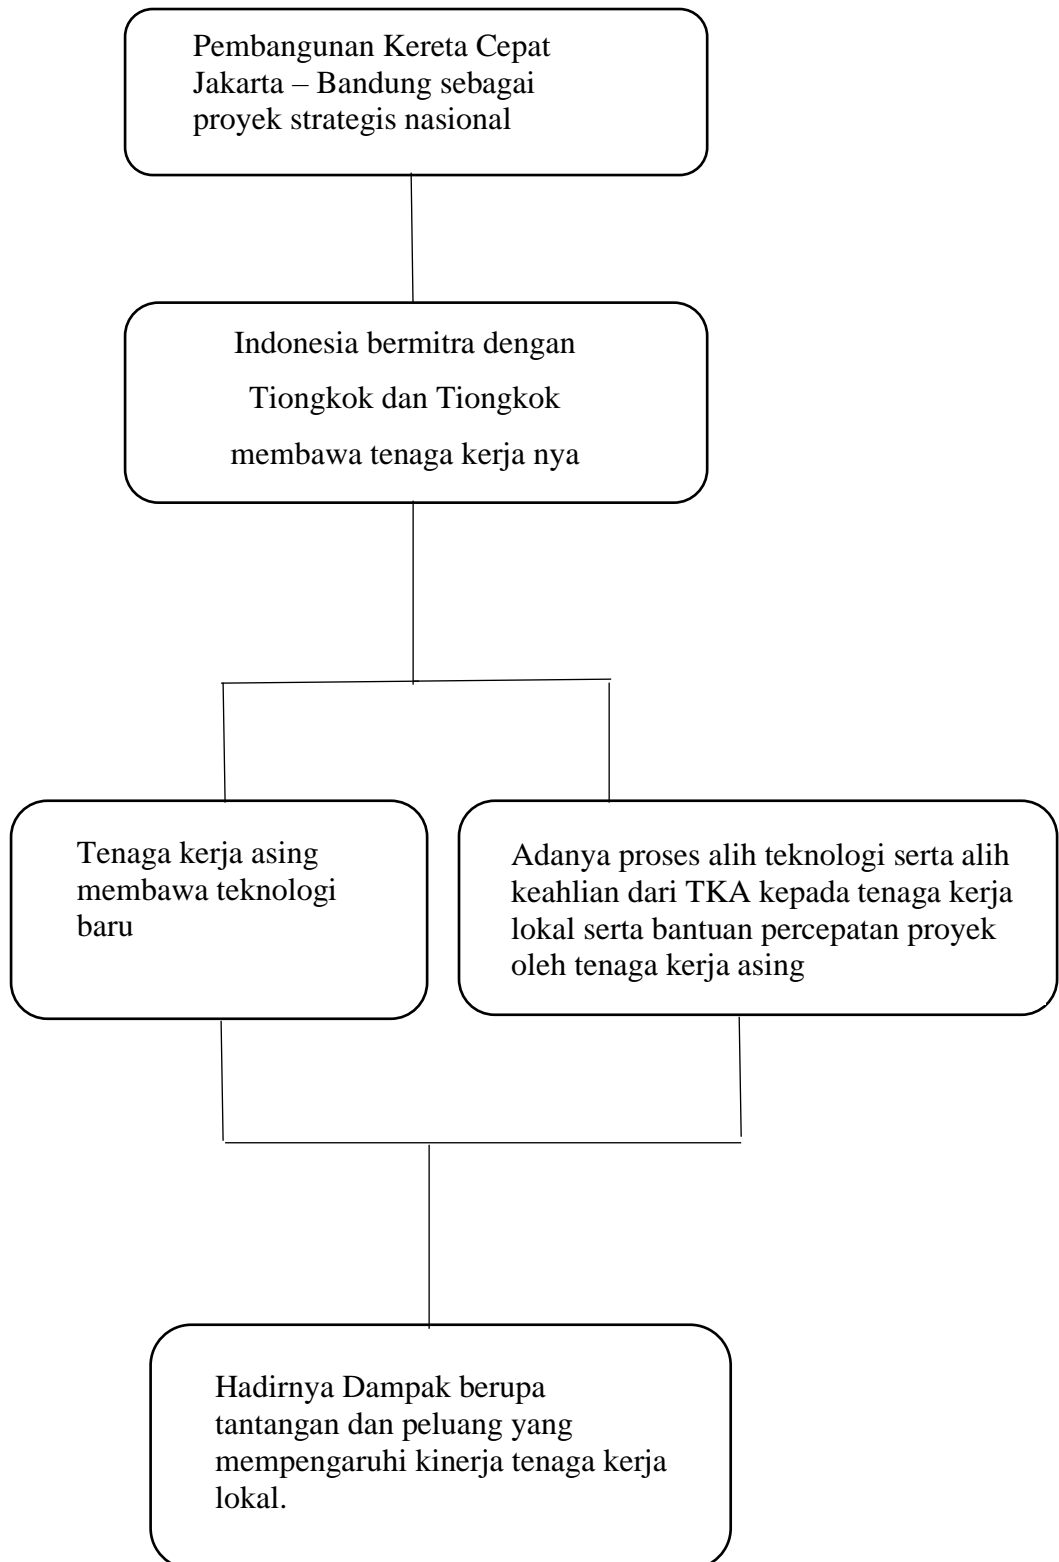 Pembangunan Kereta Cepat
Jakarta – Bandung sebagai
proyek strategis nasional
Indonesia bermitra dengan
Tiongkok dan Tiongkok
membawa tenaga kerja nya
Tenaga kerja asing
membawa teknologi
baru
Adanya proses alih teknologi serta alih
keahlian dari TKA kepada tenaga kerja
lokal serta bantuan percepatan proyek
oleh tenaga kerja asing
Hadirnya Dampak berupa
tantangan dan peluang yang
mempengaruhi kinerja tenaga kerja
lokal.